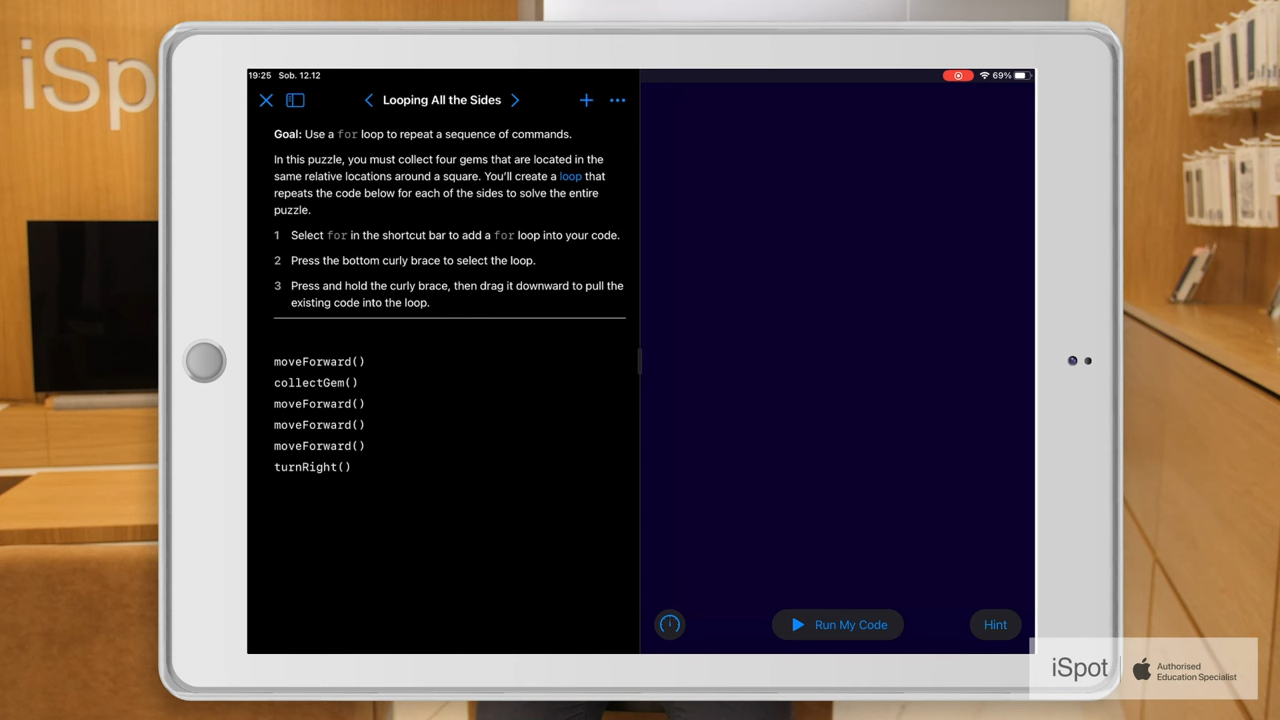 iSp
19:25 Sob. 12.12
69%
Looping All the Sides
Goal: Use a for loop to repeat a sequence of commands.
In this puzzle, you must collect four gems that are located in the
same relative locations around a square. You'll create a loop that
repeats the code below for each of the sides to solve the entire
puzzle.
1 Select for in the shortcut bar to add a for loop into your code.
2 Press the bottom curly brace to select the loop.
3 Press and hold the curly brace, then drag it downward to pull the
existing code into the loop.
moveForward()
collectGem()
moveForward()
moveForward()
moveForward()
turnRight()
Run My Code
Hint
iSpot
Authorised
Education Specialist